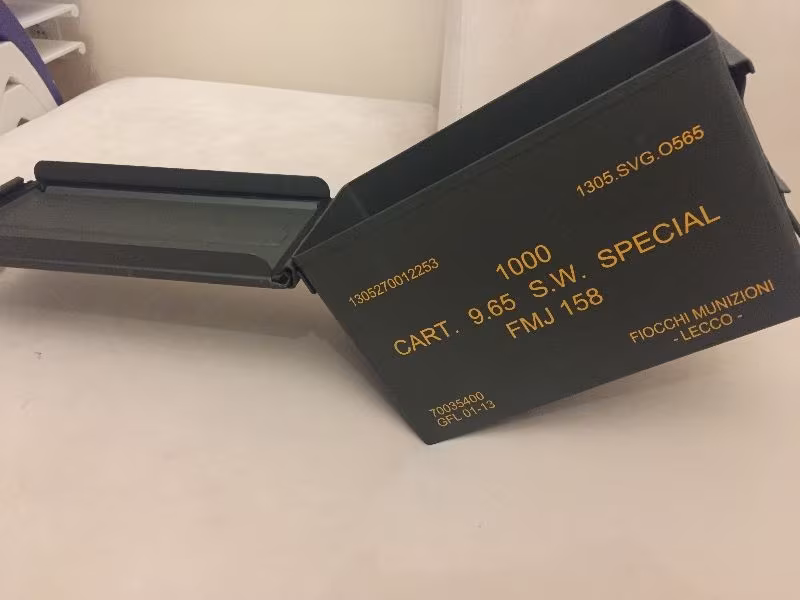 1305.SVG.O565
1305270012253
1000
CART. 9.65 S.W. SPECIAL
FMJ 158
FIOCCHI MUNIZIONI
- LECCO -
70035400
GFL 01-13